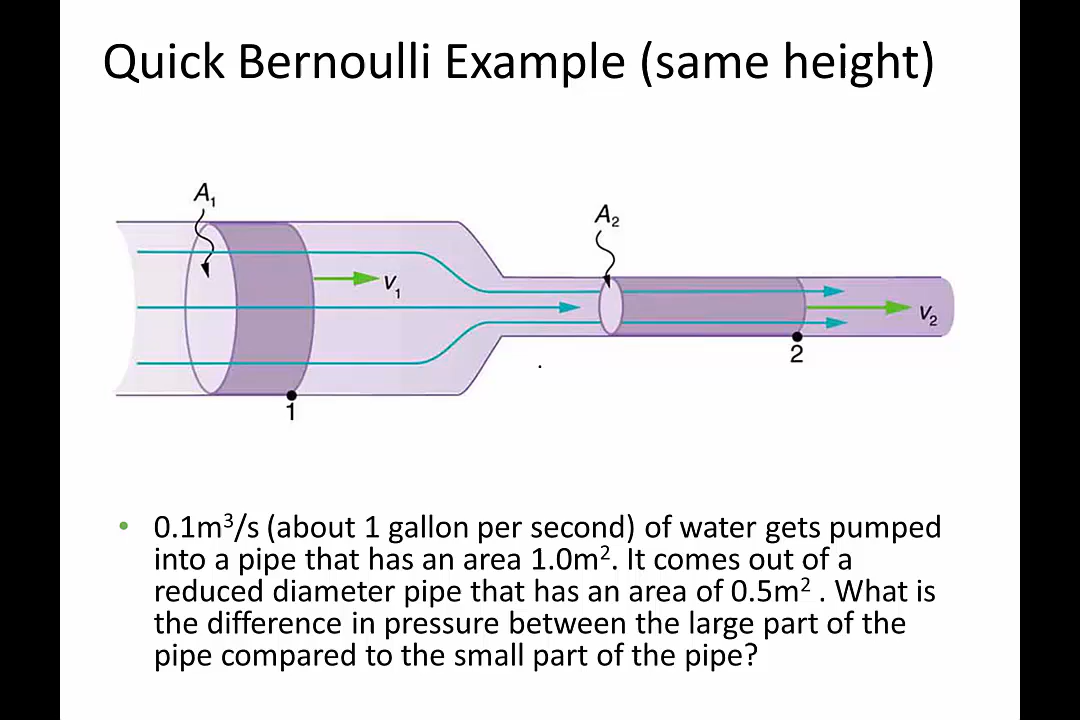 Quick Bernoulli Example (same height)
A₁
A₂
v₁
v₂
1
2
• 0.1m³/s (about 1 gallon per second) of water gets pumped
into a pipe that has an area 1.0m². It comes out of a
reduced diameter pipe that has an area of 0.5m² . What is
the difference in pressure between the large part of the
pipe compared to the small part of the pipe?